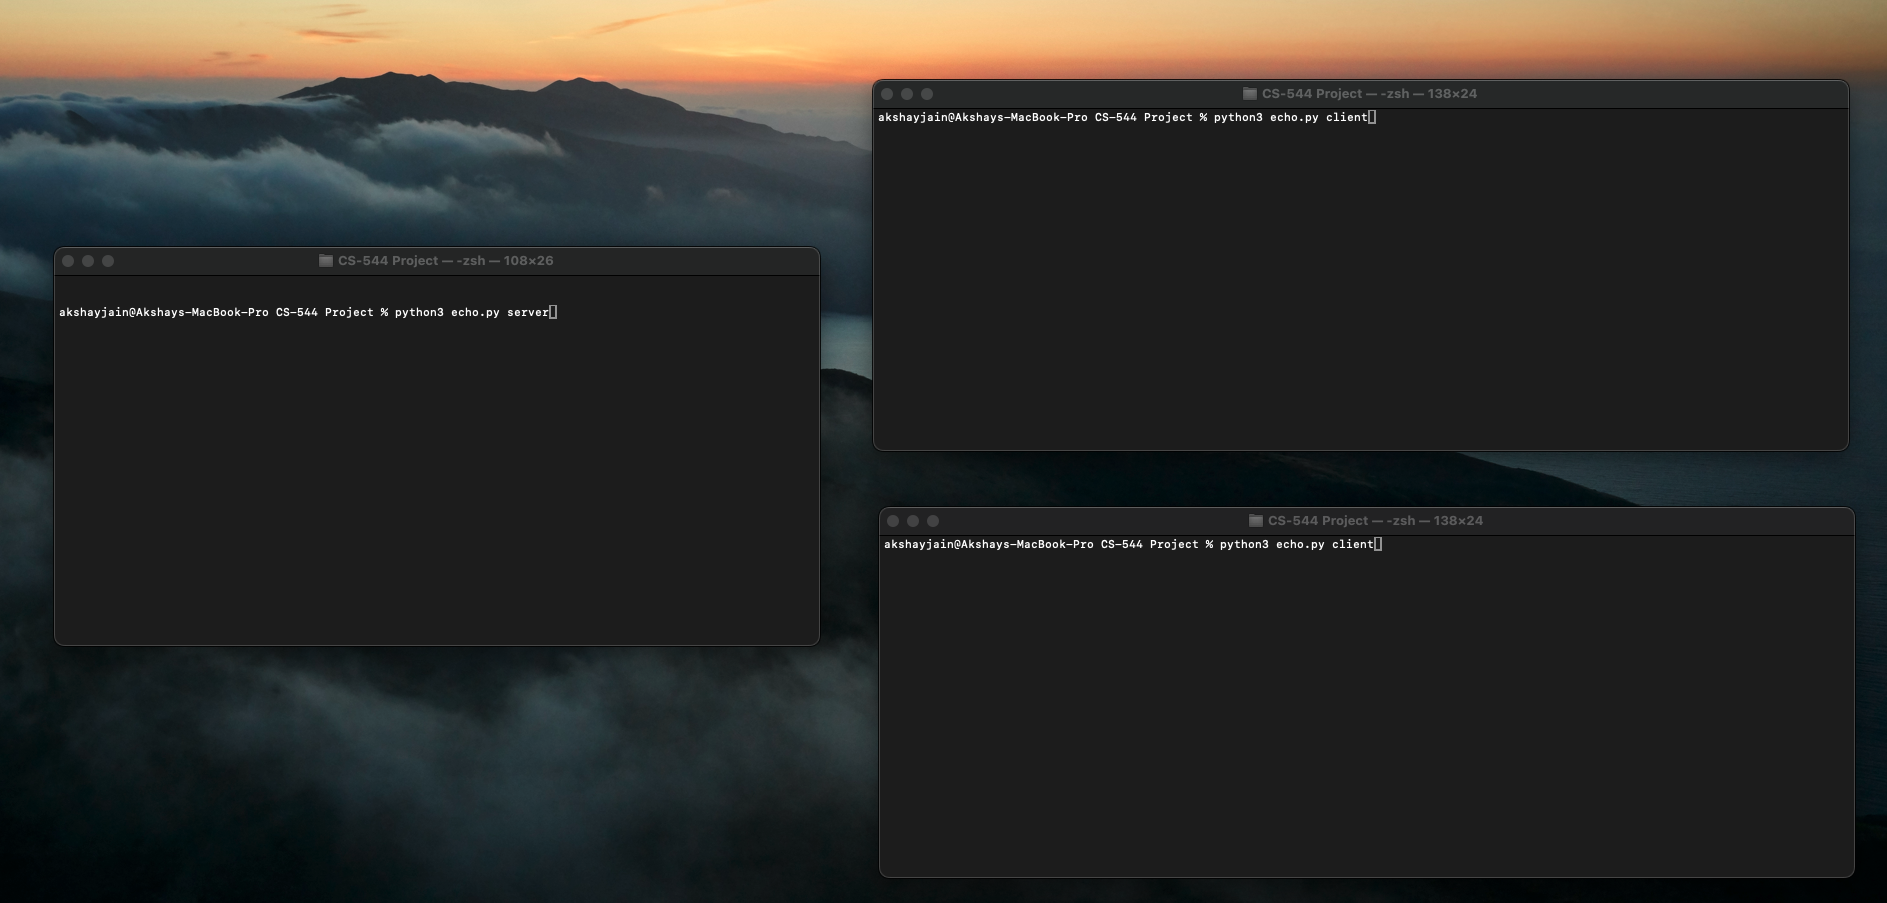 CS-544 Project — -zsh — 108×26
akshayjain@Akshays-MacBook-Pro CS-544 Project % python3 echo.py server
CS-544 Project — -zsh — 138×24
akshayjain@Akshays-MacBook-Pro CS-544 Project % python3 echo.py client
CS-544 Project — -zsh — 138×24
akshayjain@Akshays-MacBook-Pro CS-544 Project % python3 echo.py client